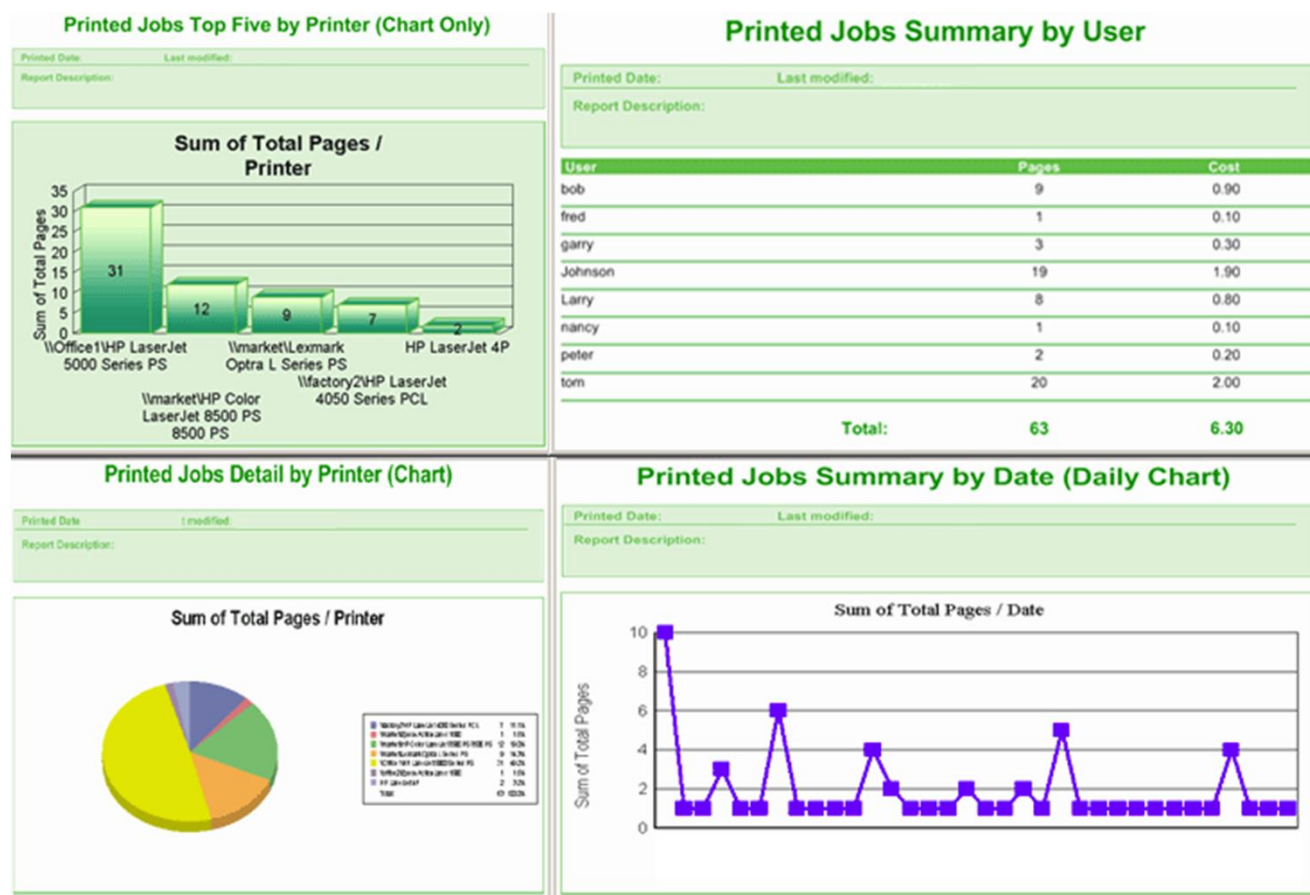 Printed Jobs Top Five by Printer (Chart Only)
Printed Date: Last modified:
Report Description:
Sum of Total Pages /
Printer
Sum of Total Pages
35
30
25
20
15
10
5
0
31
12
9
7
2
\\Office1\HP LaserJet
5000 Series PS
\\market\Lexmark
Optra L Series PS
HP LaserJet 4P
\\market\HP Color
LaserJet 8500 PS
8500 PS
\\factory2\HP LaserJet
4050 Series PCL
Printed Jobs Summary by User
Printed Date: Last modified:
Report Description:
User Pages Cost
bob 9 0.90
fred 1 0.10
garry 3 0.30
Johnson 19 1.90
Larry 8 0.80
nancy 1 0.10
peter 2 0.20
tom 20 2.00
Total: 63 6.30
Printed Jobs Detail by Printer (Chart)
Printed Date t modified:
Report Description:
Sum of Total Pages / Printer
Printed Jobs Summary by Date (Daily Chart)
Printed Date: Last modified:
Report Description:
Sum of Total Pages / Date
Sum of Total Pages
10
8
6
4
2
0